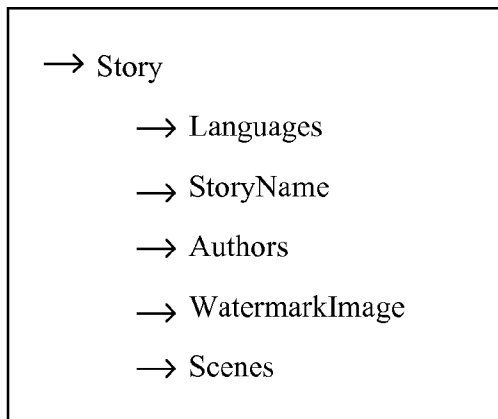 Story
Languages
StoryName
Authors
WatermarkImage
Scenes